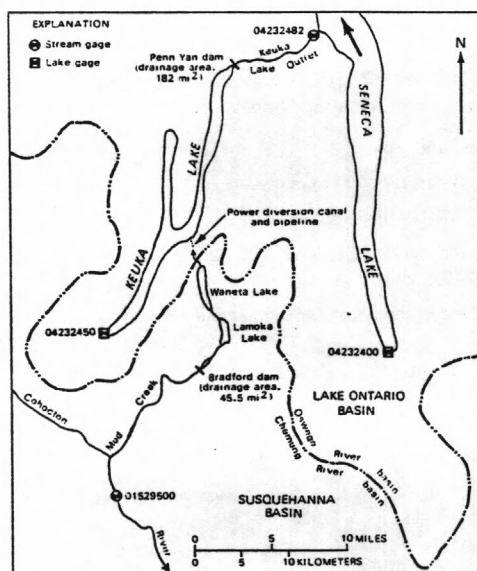 EXPLANATION
Stream gage
Lake gage
04232482
Penn Yan dam
(drainage area,
182 mi2)
Keuka
Lake Outlet
N
SENECA
LAKE
KEUKA
LAKE
Power diversion canal
and pipeline
Waneta Lake
Lamoka
Lake
04232450
04232400
Bradford dam
(drainage area,
45.5 mi2)
Mud Creek
Cohocton
River
LAKE ONTARIO
BASIN
Oswego
River basin
Chemung
River basin
01529500
SUSQUEHANNA
BASIN
0 5 10 MILES
0 5 10 KILOMETERS